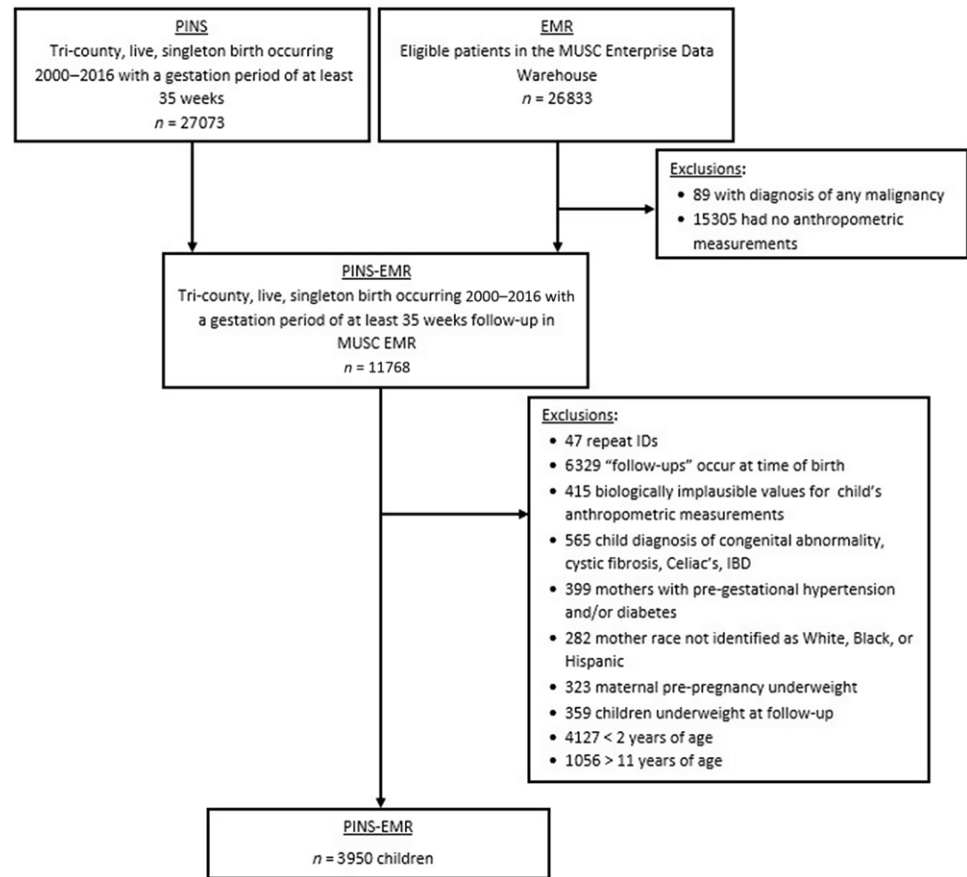 PINS
Tri-county, live, singleton birth occurring
2000–2016 with a gestation period of at least
35 weeks
n = 27073
EMR
Eligible patients in the MUSC Enterprise Data
Warehouse
n = 26833
Exclusions:
• 89 with diagnosis of any malignancy
• 15305 had no anthropometric
measurements
PINS-EMR
Tri-county, live, singleton birth occurring 2000–2016 with
a gestation period of at least 35 weeks follow-up in
MUSC EMR
n = 11768
Exclusions:
• 47 repeat IDs
• 6329 “follow-ups” occur at time of birth
• 415 biologically implausible values for child’s
anthropometric measurements
• 565 child diagnosis of congenital abnormality,
cystic fibrosis, Celiac’s, IBD
• 399 mothers with pre-gestational hypertension
and/or diabetes
• 282 mother race not identified as White, Black, or
Hispanic
• 323 maternal pre-pregnancy underweight
• 359 children underweight at follow-up
• 4127 < 2 years of age
• 1056 > 11 years of age
PINS-EMR
n = 3950 children